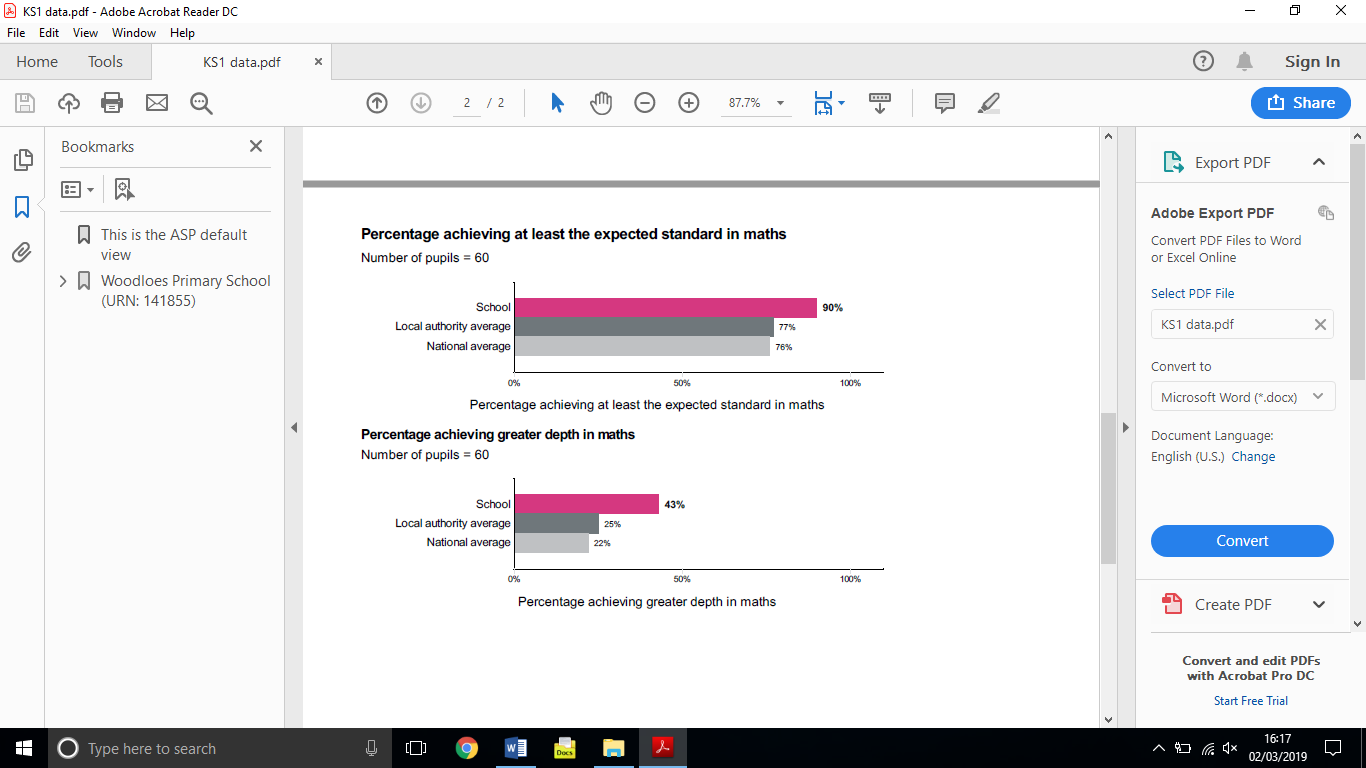 KS1 data.pdf - Adobe Acrobat Reader DC
File Edit View Window Help
Home Tools KS1 data.pdf Sign In
2 / 2 87.7% Share
Bookmarks
This is the ASP default
view
Woodloes Primary School
(URN: 141855)
Percentage achieving at least the expected standard in maths
Number of pupils = 60
School 90%
Local authority average 77%
National average 76%
0% 50% 100%
Percentage achieving at least the expected standard in maths
Percentage achieving greater depth in maths
Number of pupils = 60
School 43%
Local authority average 25%
National average 22%
0% 50% 100%
Percentage achieving greater depth in maths
Export PDF
Adobe Export PDF
Convert PDF Files to Word
or Excel Online
Select PDF File
KS1 data.pdf
Convert to
Microsoft Word (*.docx)
Document Language:
English (U.S.) Change
Convert
Create PDF
Convert and edit PDFs
with Acrobat Pro DC
Start Free Trial
Type here to search
Docs
16:17
02/03/2019